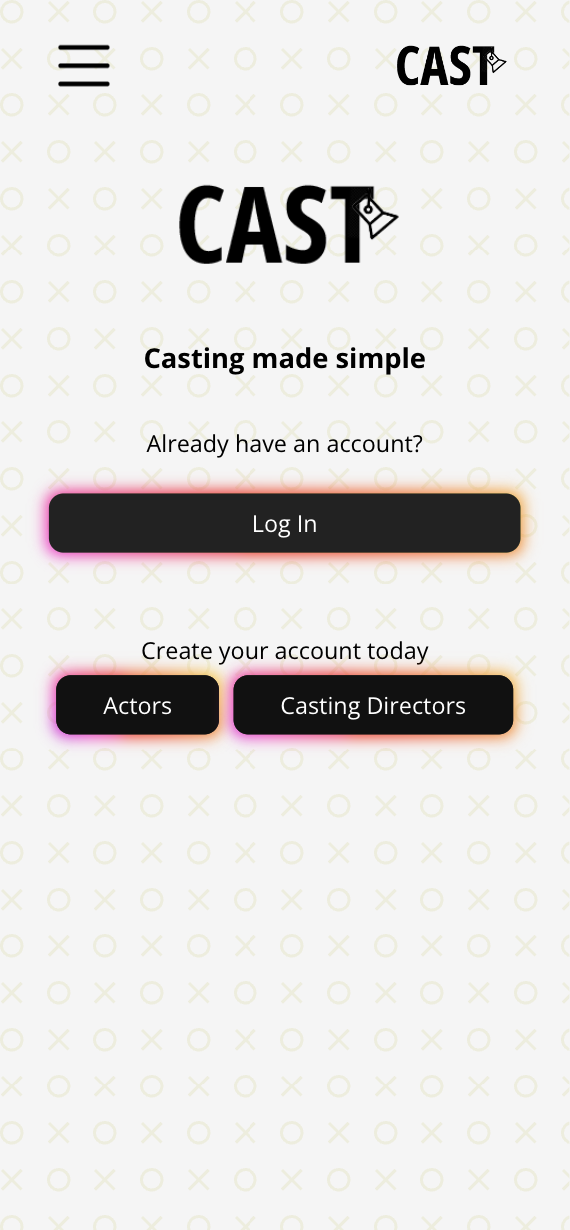 CAST
CAST
Casting made simple
Already have an account?
Log In
Create your account today
Actors
Casting Directors